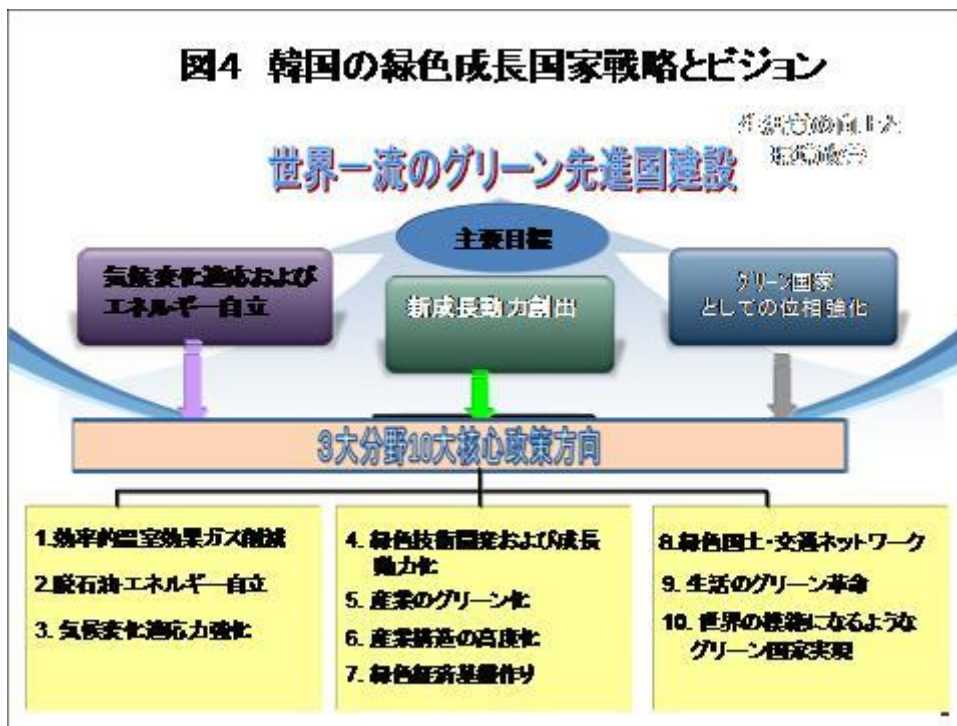 図4 韓国の緑色成長国家戦略とビジョン
世界一流のグリーン先進国建設
主要目標
気候変化適応および
エネルギー自立
新成長動力創出
グリーン国家
としての位相強化
3大分野10大核心政策方向
1.効率的温室効果ガス削減
2.脱石油・エネルギー自立
3. 気候変化適応力強化
4. 緑色技術開発および成長
動力化
5. 産業のグリーン化
6. 産業構造の高度化
7. 緑色経済基盤作り
8.緑色国土・交通ネットワーク
9. 生活のグリーン革命
10. 世界の模範になるような
グリーン国家実現